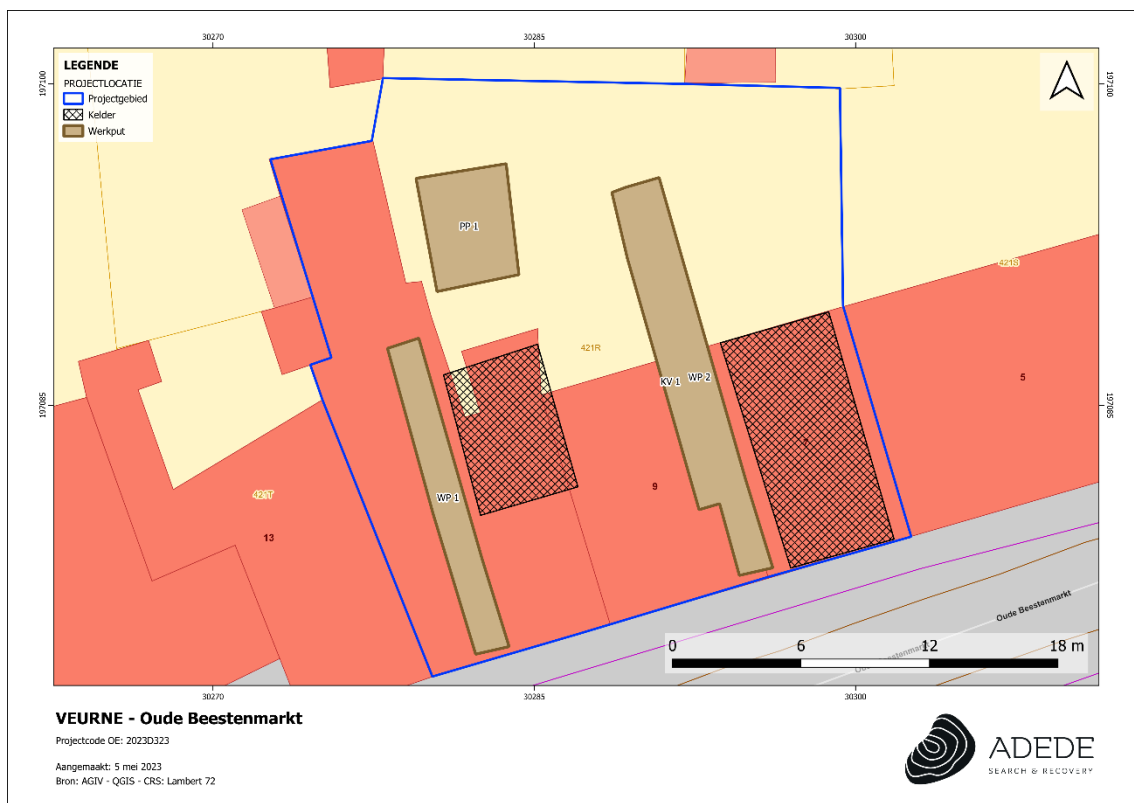 30270 30285 30300
197100 197100
LEGENDE
PROJECTLOCATIE
Projectgebied
Kelder
Werkput
PP 1
421S
421R
KV 1 WP 2
5
197085 197085
7
9
421T
WP 1
13
Oude Beestenmarkt
0 6 12 18 m
Oude Beestenmarkt
30270 30285 30300
VEURNE - Oude Beestenmarkt
Projectcode OE: 2023D323
Aangemaakt: 5 mei 2023
Bron: AGIV - QGIS - CRS: Lambert 72
ADEDE
SEARCH & RECOVERY